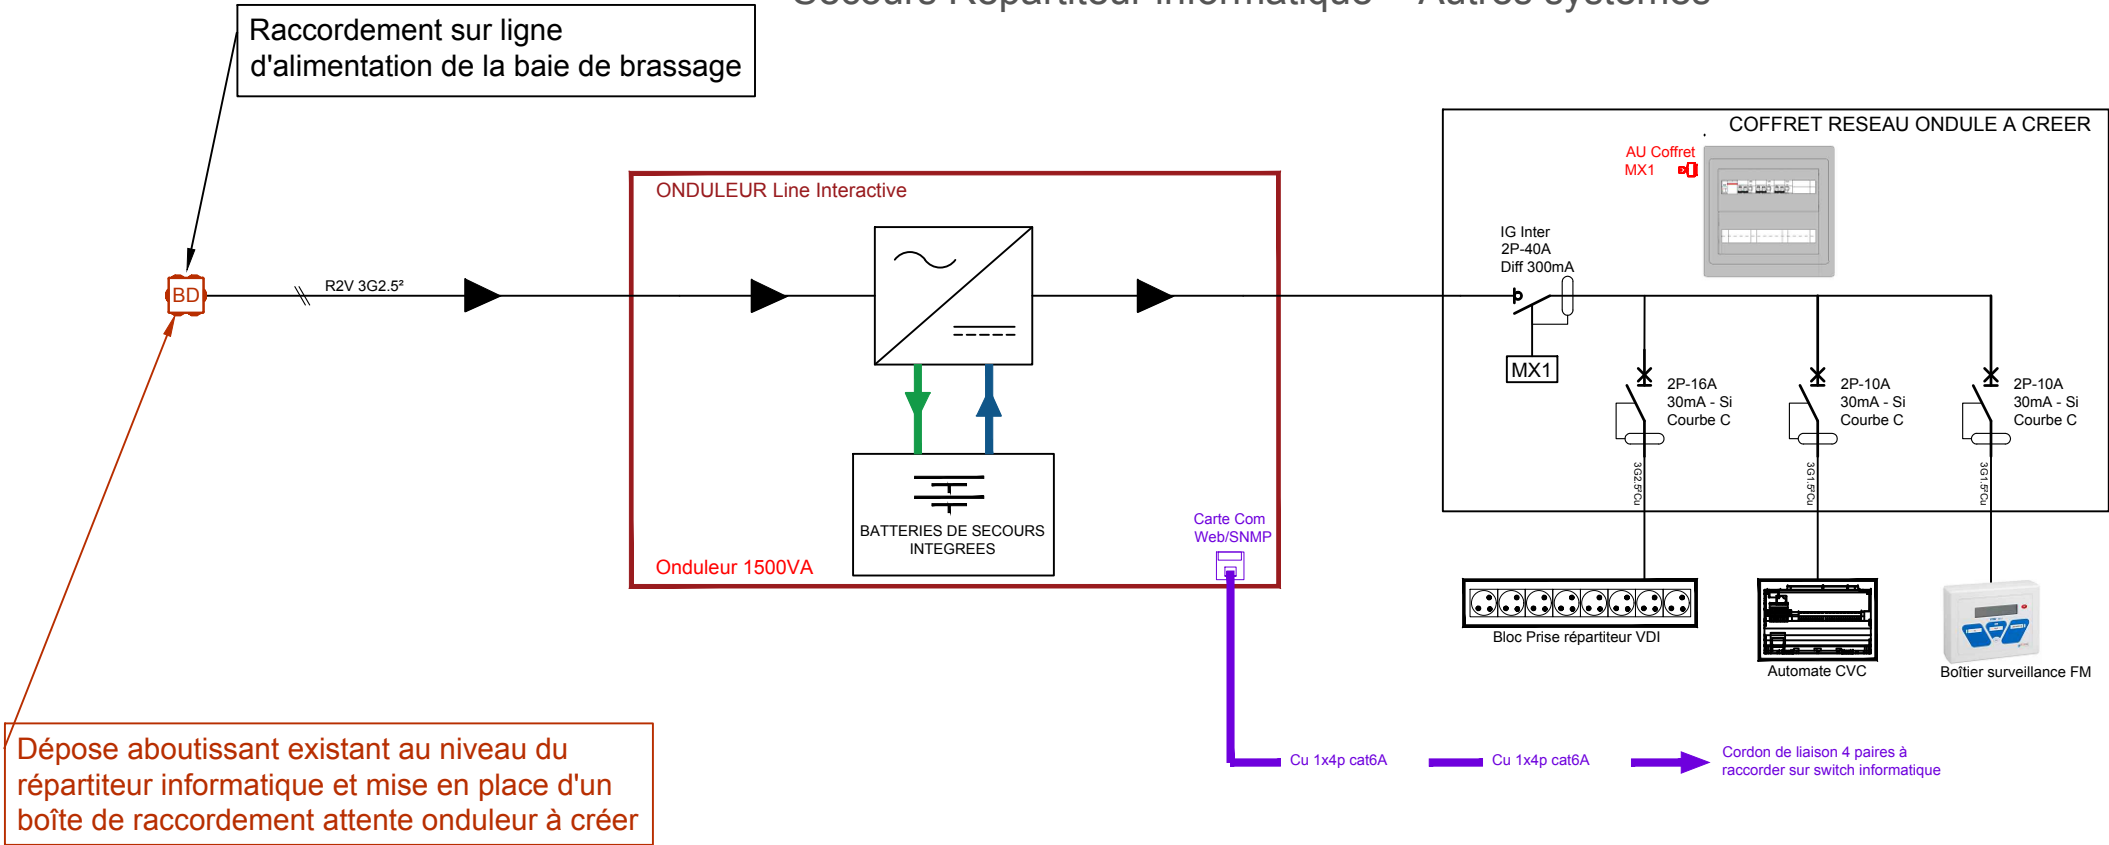 Secours Répartiteur informatique – Autres systèmes
Raccordement sur ligne
d'alimentation de la baie de brassage
COFFRET RESEAU ONDULE A CREER
AU Coffret
MX1
ONDULEUR Line Interactive
IG Inter
2P-40A
Diff 300mA
BD
R2V 3G2.5²
MX1
2P-16A
30mA - Si
Courbe C
2P-10A
30mA - Si
Courbe C
2P-10A
30mA - Si
Courbe C
3G2.5²Cu
3G1.5²Cu
3G1.5²Cu
BATTERIES DE SECOURS
INTEGREES
Carte Com
Web/SNMP
Onduleur 1500VA
Bloc Prise répartiteur VDI
Automate CVC
Boîtier surveillance FM
Dépose aboutissant existant au niveau du
répartiteur informatique et mise en place d'un
boîte de raccordement attente onduleur à créer
Cu 1x4p cat6A
Cu 1x4p cat6A
Cordon de liaison 4 paires à
raccorder sur switch informatique